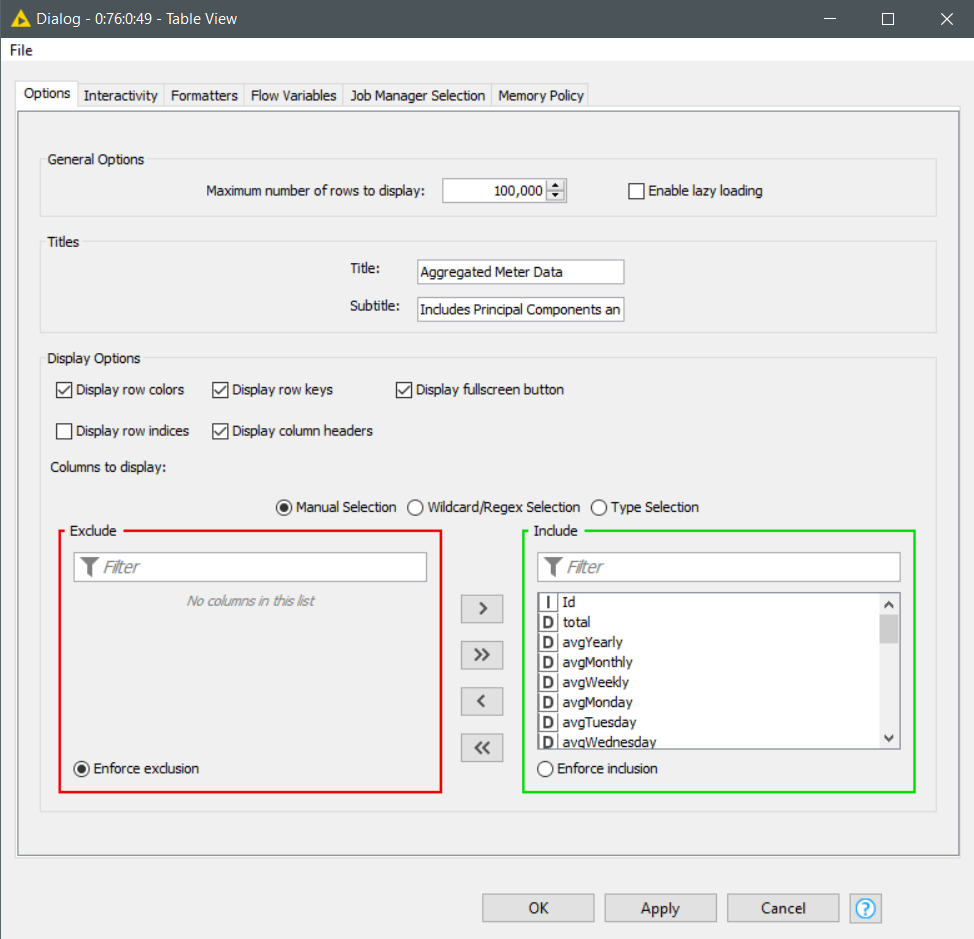 Dialog - 0:76:0:49 - Table View
File
Options Interactivity Formatters Flow Variables Job Manager Selection Memory Policy
General Options
Maximum number of rows to display: 100,000 Enable lazy loading
Titles
Title: Aggregated Meter Data
Subtitle: Includes Principal Components an
Display Options
Display row colors Display row keys Display fullscreen button
Display row indices Display column headers
Columns to display:
Manual Selection Wildcard/Regex Selection Type Selection
Exclude Include
Filter Filter
No columns in this list
> I Id
D total
D avgYearly
>> D avgMonthly
D avgWeekly
< D avgMonday
D avgTuesday
<< D avgWednesday
Enforce exclusion Enforce inclusion
OK Apply Cancel ?